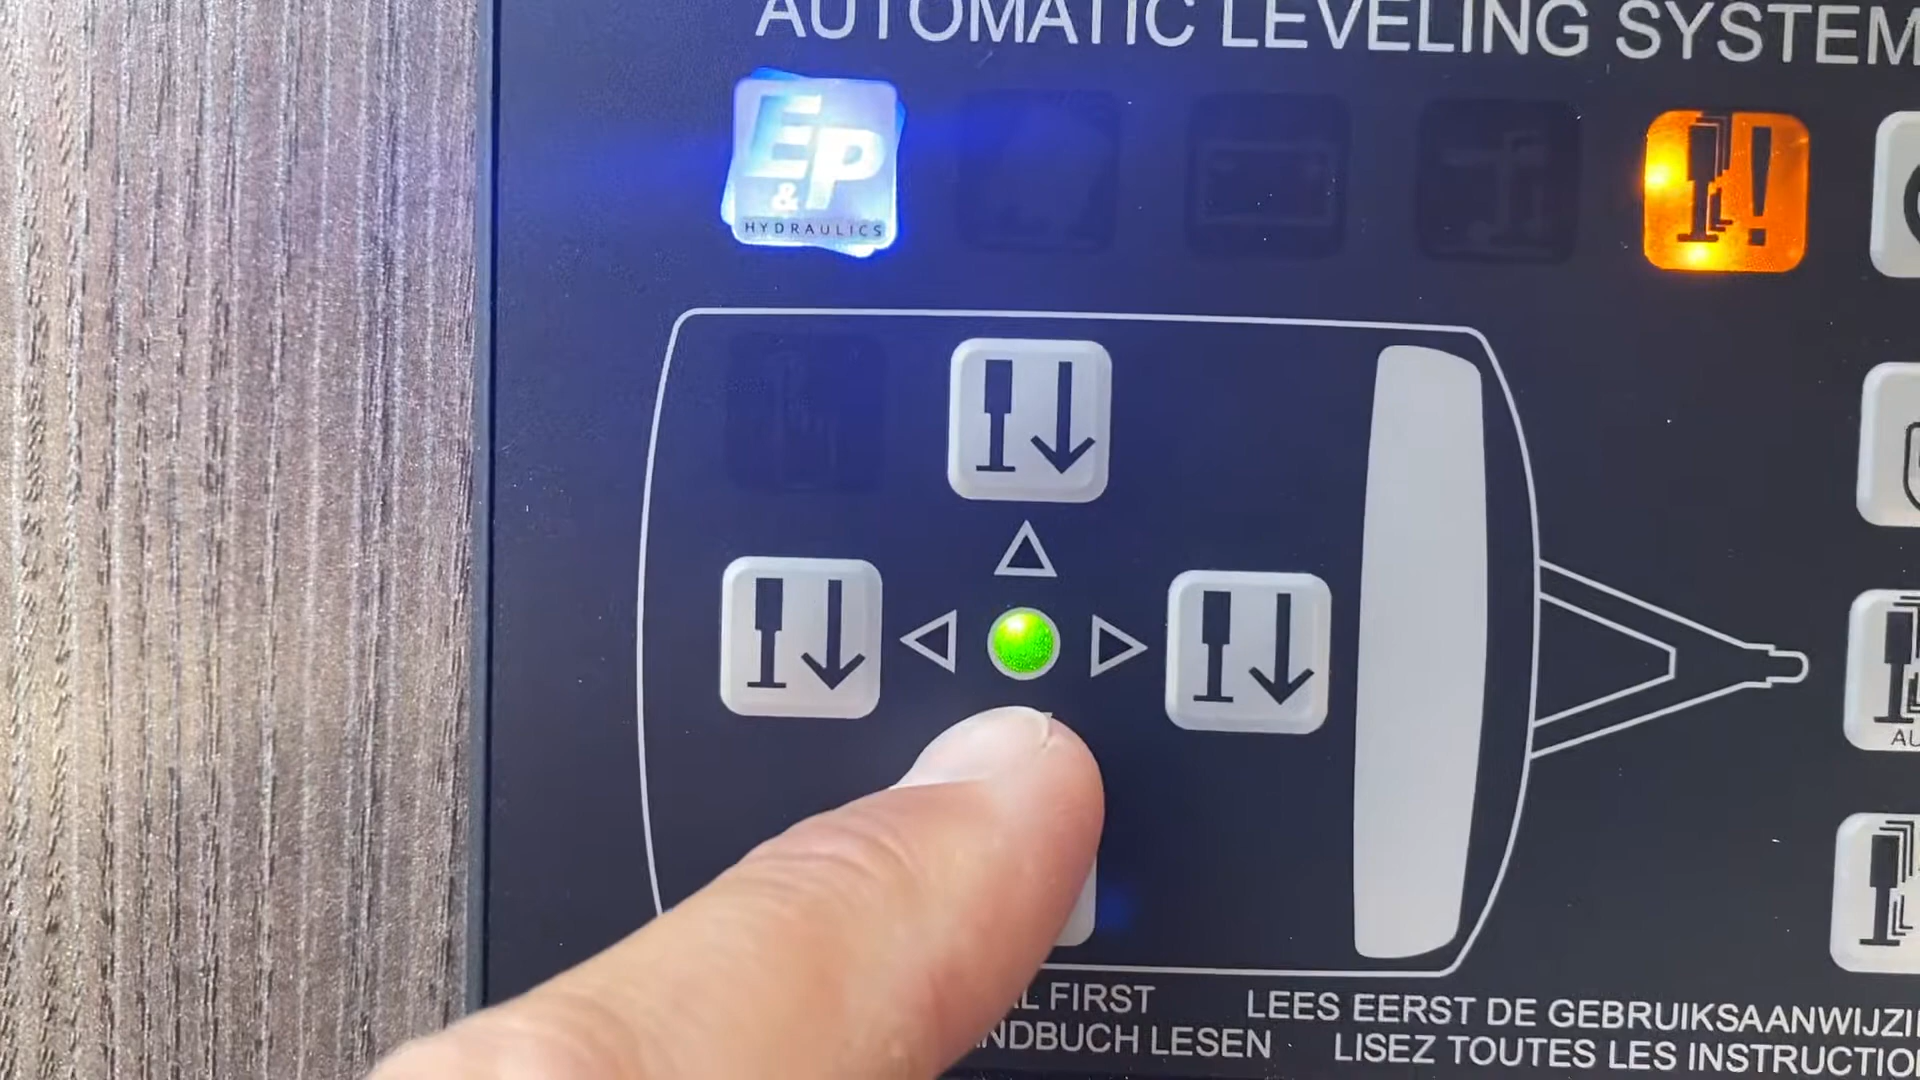 AUTOMATIC LEVELING SYSTEM
E&P
HYDRAULICS
!
AU
FIRST
LEES EERST DE GEBRUIKSAANWIJZI
NDBUCH LESEN
LISEZ TOUTES LES INSTRUCTIO